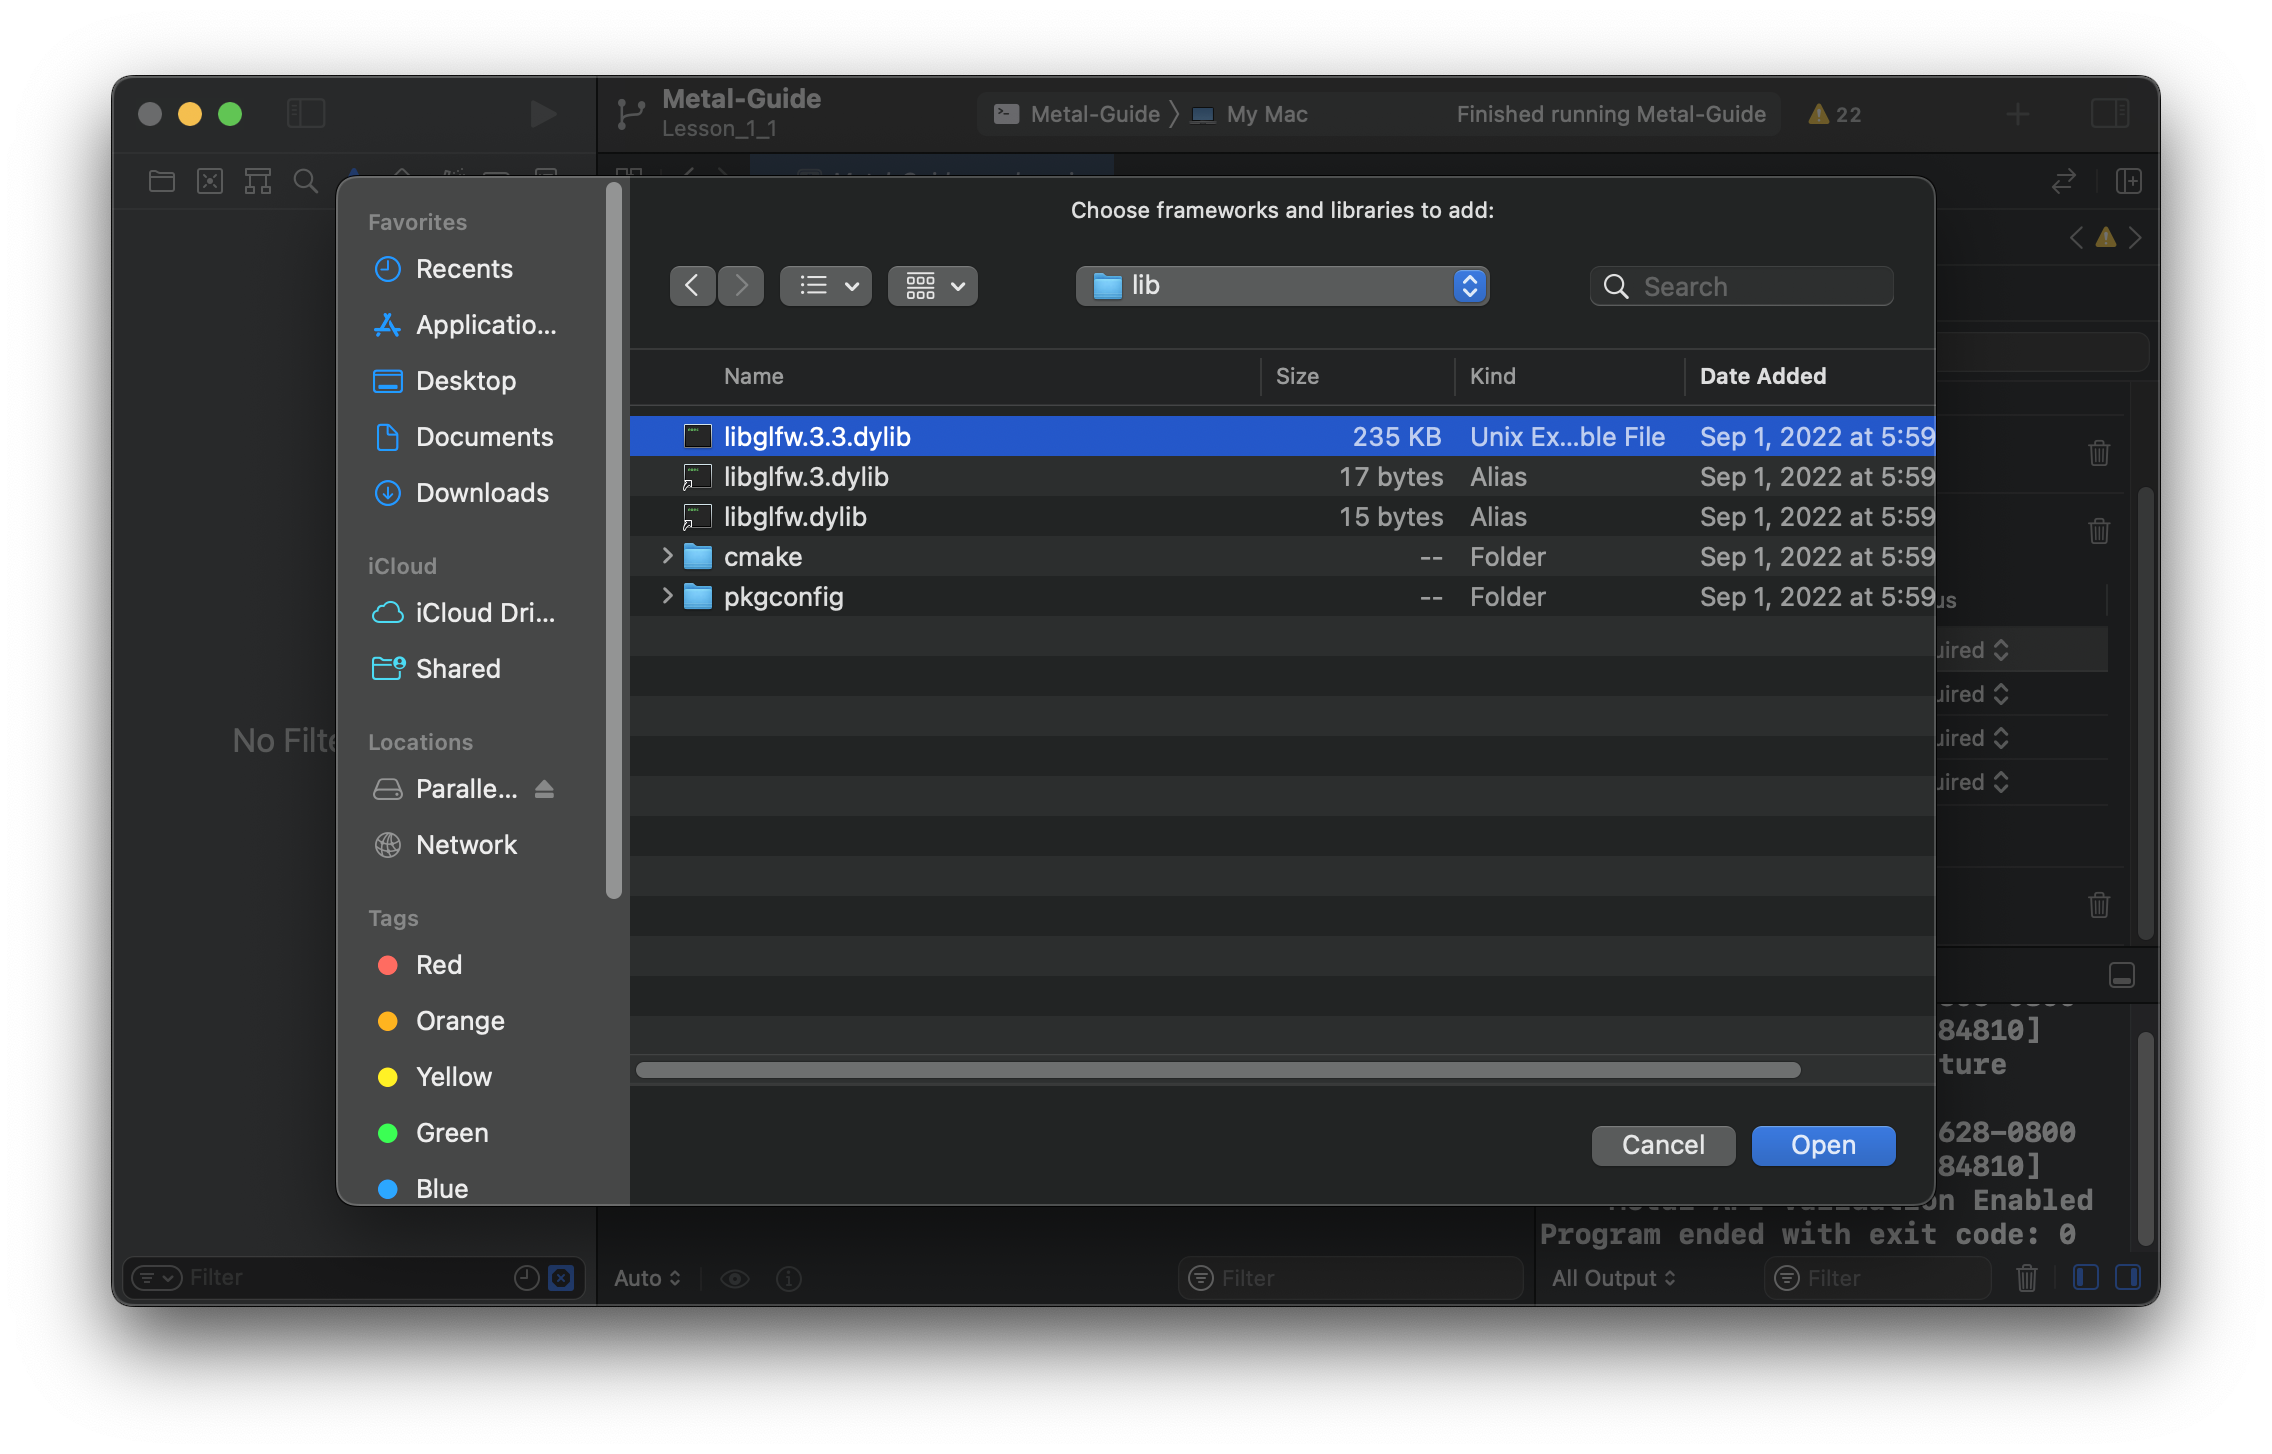 Metal-Guide
Lesson_1_1
Metal-Guide
My Mac
Finished running Metal-Guide
22
Choose frameworks and libraries to add:
lib
Search
Favorites
Recents
Applicatio...
Desktop
Documents
Downloads
iCloud
iCloud Dri...
Shared
Locations
Paralle...
Network
Tags
Red
Orange
Yellow
Green
Blue
Name Size Kind Date Added
libglfw.3.3.dylib 235 KB Unix Ex...ble File Sep 1, 2022 at 5:59
libglfw.3.dylib 17 bytes Alias Sep 1, 2022 at 5:59
libglfw.dylib 15 bytes Alias Sep 1, 2022 at 5:59
cmake -- Folder Sep 1, 2022 at 5:59
pkgconfig -- Folder Sep 1, 2022 at 5:59
Cancel
Open
No Filte
us
uired
uired
uired
uired
84810]
ture
628-0800
84810]
n Enabled
Program ended with exit code: 0
Filter
Auto
Filter
All Output
Filter